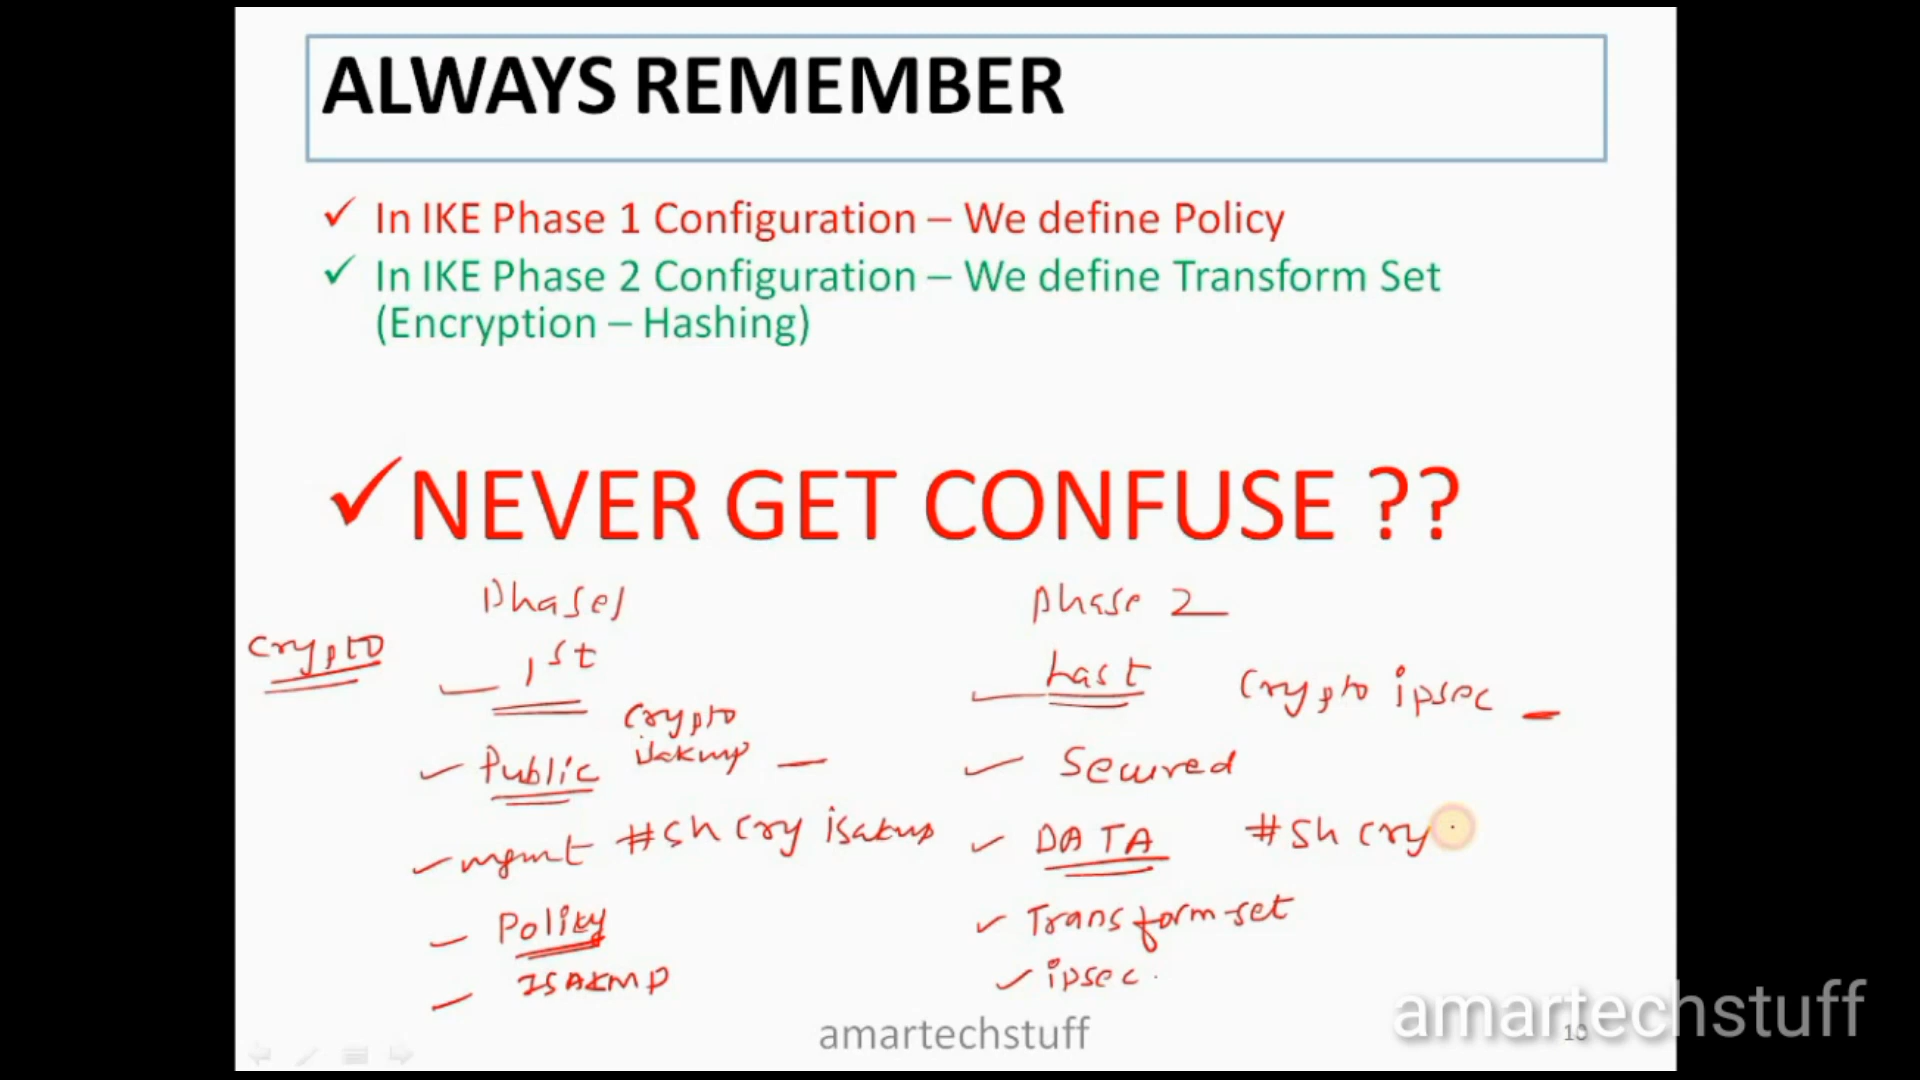 ALWAYS REMEMBER
✓ In IKE Phase 1 Configuration – We define Policy
✓ In IKE Phase 2 Configuration – We define Transform Set
(Encryption – Hashing)
✓ NEVER GET CONFUSE ??
Phase1
Phase 2
crypto
1st
Last
Crypto ipsec
Crypto
isakmp
Public
Secured
mgmt
#Sh Cry isakmp
DATA
#Sh Cry
Policy
Transform-set
ISAKMP
ipsec
amartechstuff
amartechstuff
10